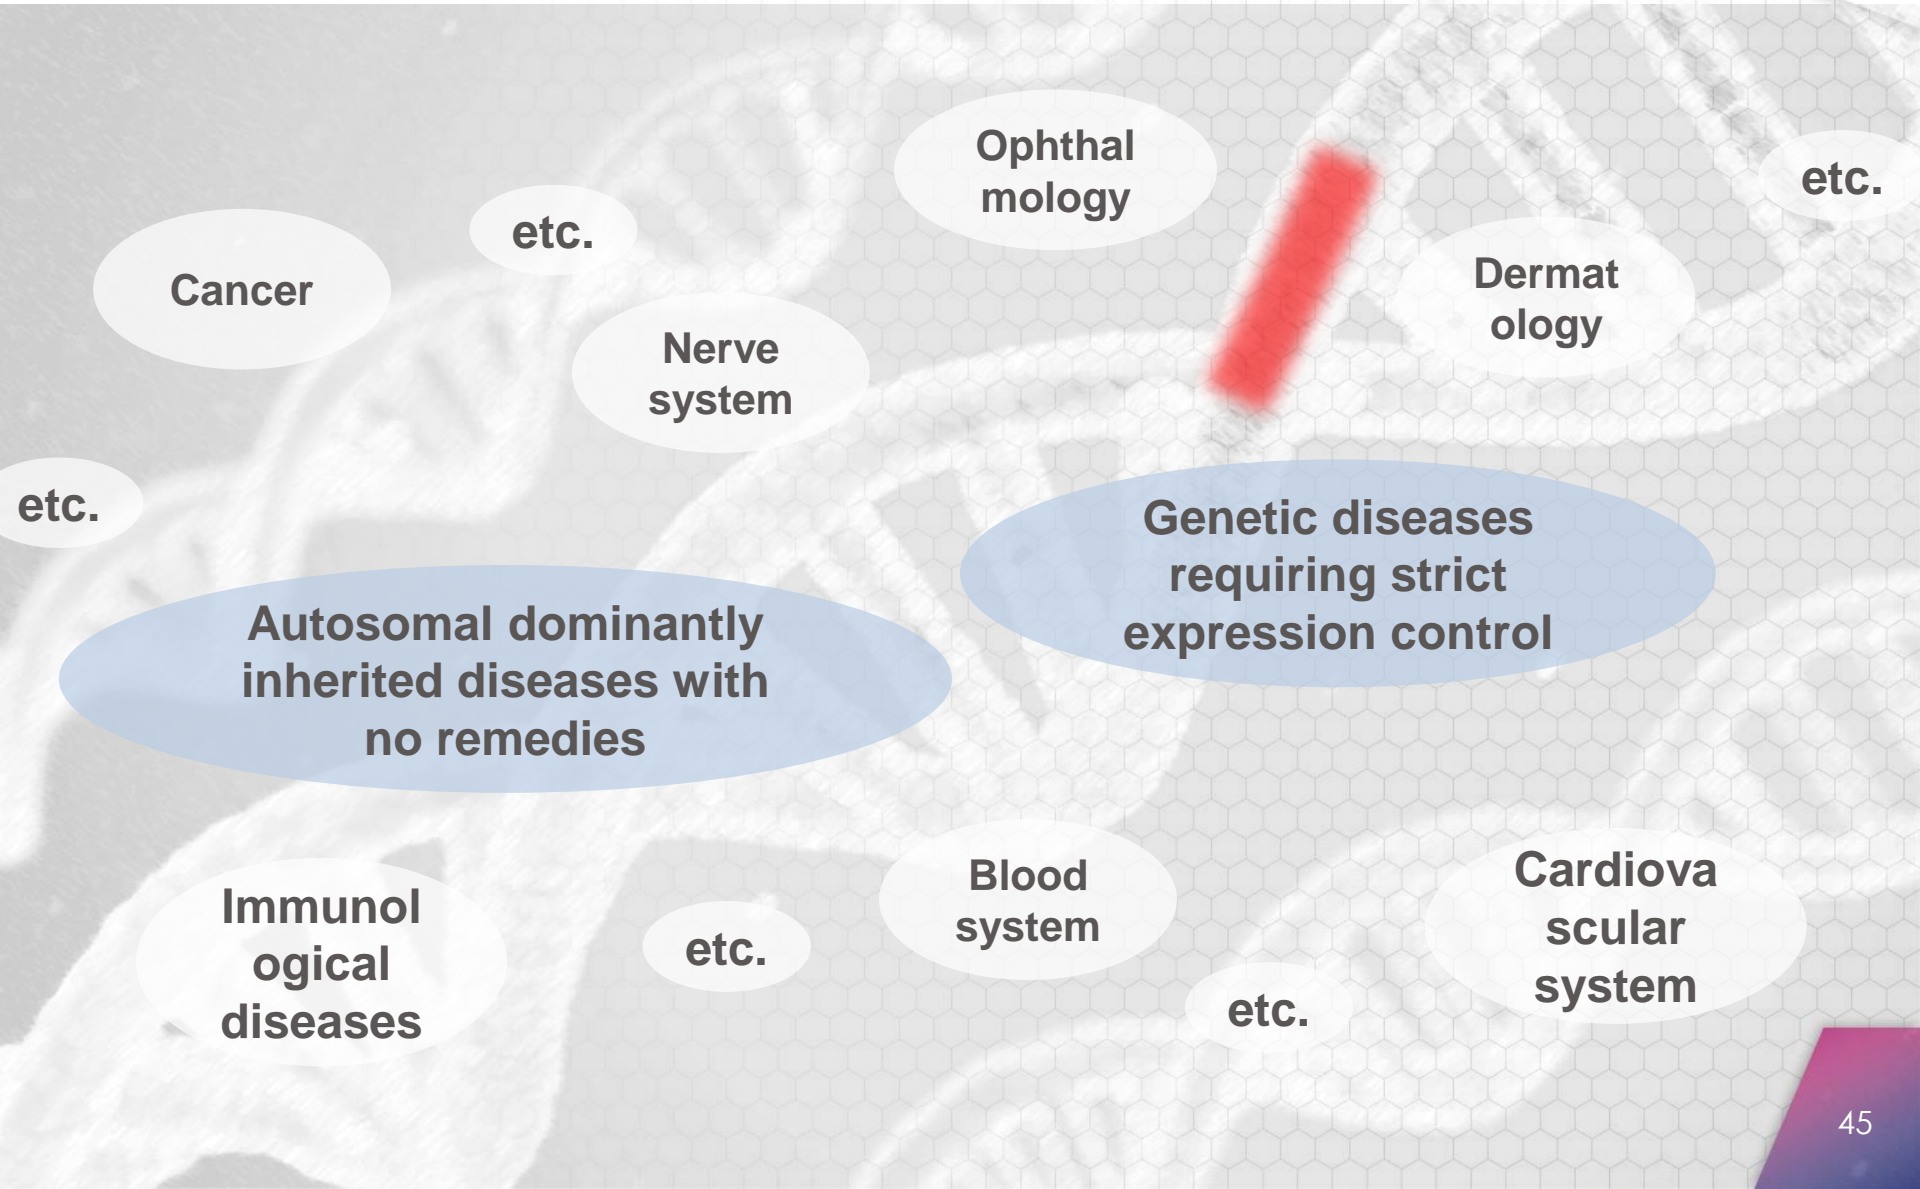 Ophthal
mology
etc.
etc.
Cancer
Dermat
ology
Nerve
system
etc.
Genetic diseases
requiring strict
expression control
Autosomal dominantly
inherited diseases with
no remedies
Immunol
ogical
diseases
etc.
Blood
system
etc.
Cardiova
scular
system
45